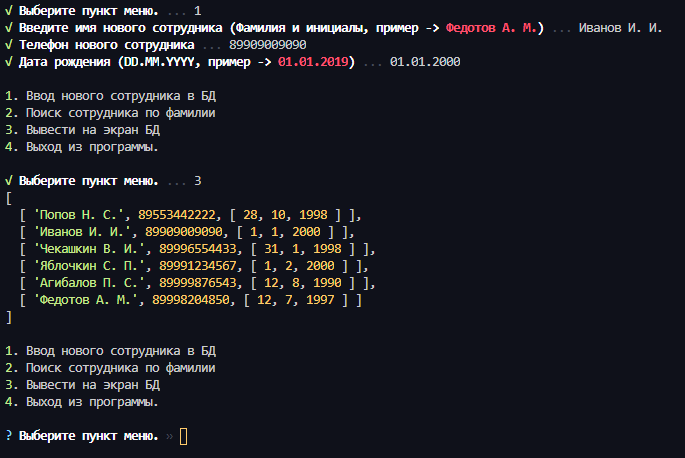 √ Выберите пункт меню. ... 1
√ Введите имя нового сотрудника (Фамилия и инициалы, пример -> Федотов А. М.) ... Иванов И. И.
√ Телефон нового сотрудника ... 89909009090
√ Дата рождения (DD.MM.YYYY, пример -> 01.01.2019) ... 01.01.2000
1. Ввод нового сотрудника в БД
2. Поиск сотрудника по фамилии
3. Вывести на экран БД
4. Выход из программы.
√ Выберите пункт меню. ... 3
[
[ 'Попов Н. С.', 89553442222, [ 28, 10, 1998 ] ],
[ 'Иванов И. И.', 89909009090, [ 1, 1, 2000 ] ],
[ 'Чекашкин В. И.', 89996554433, [ 31, 1, 1998 ] ],
[ 'Яблочкин С. П.', 89991234567, [ 1, 2, 2000 ] ],
[ 'Агибалов П. С.', 89999876543, [ 12, 8, 1990 ] ],
[ 'Федотов А. М.', 89998204850, [ 12, 7, 1997 ] ]
]
1. Ввод нового сотрудника в БД
2. Поиск сотрудника по фамилии
3. Вывести на экран БД
4. Выход из программы.
? Выберите пункт меню. »